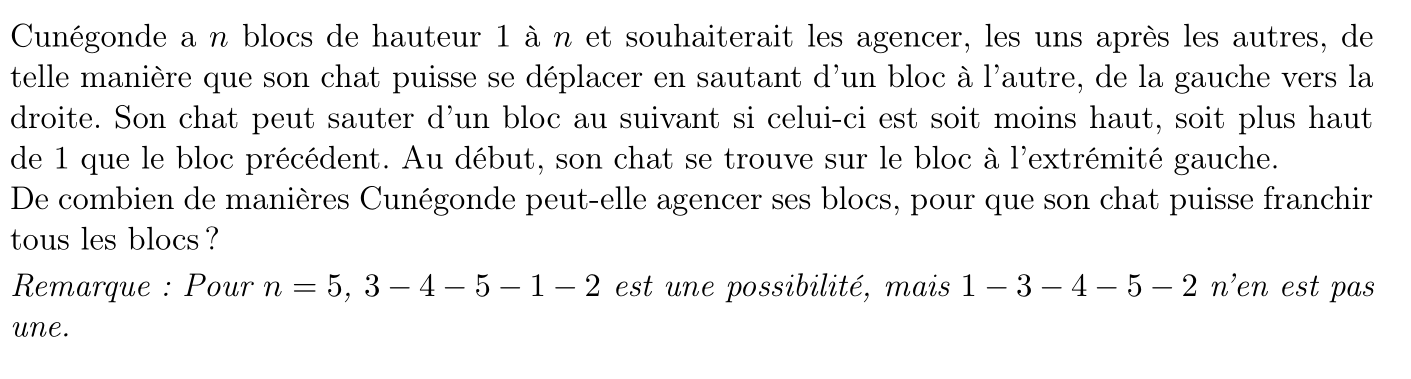 Cunégonde a n blocs de hauteur 1 à n et souhaiterait les agencer, les uns après les autres, de
telle manière que son chat puisse se déplacer en sautant d'un bloc à l'autre, de la gauche vers la
droite. Son chat peut sauter d'un bloc au suivant si celui-ci est soit moins haut, soit plus haut
de 1 que le bloc précédent. Au début, son chat se trouve sur le bloc à l'extrémité gauche.
De combien de manières Cunégonde peut-elle agencer ses blocs, pour que son chat puisse franchir
tous les blocs ?
Remarque : Pour n = 5, 3 − 4 − 5 − 1 − 2 est une possibilité, mais 1 − 3 − 4 − 5 − 2 n'en est pas
une.